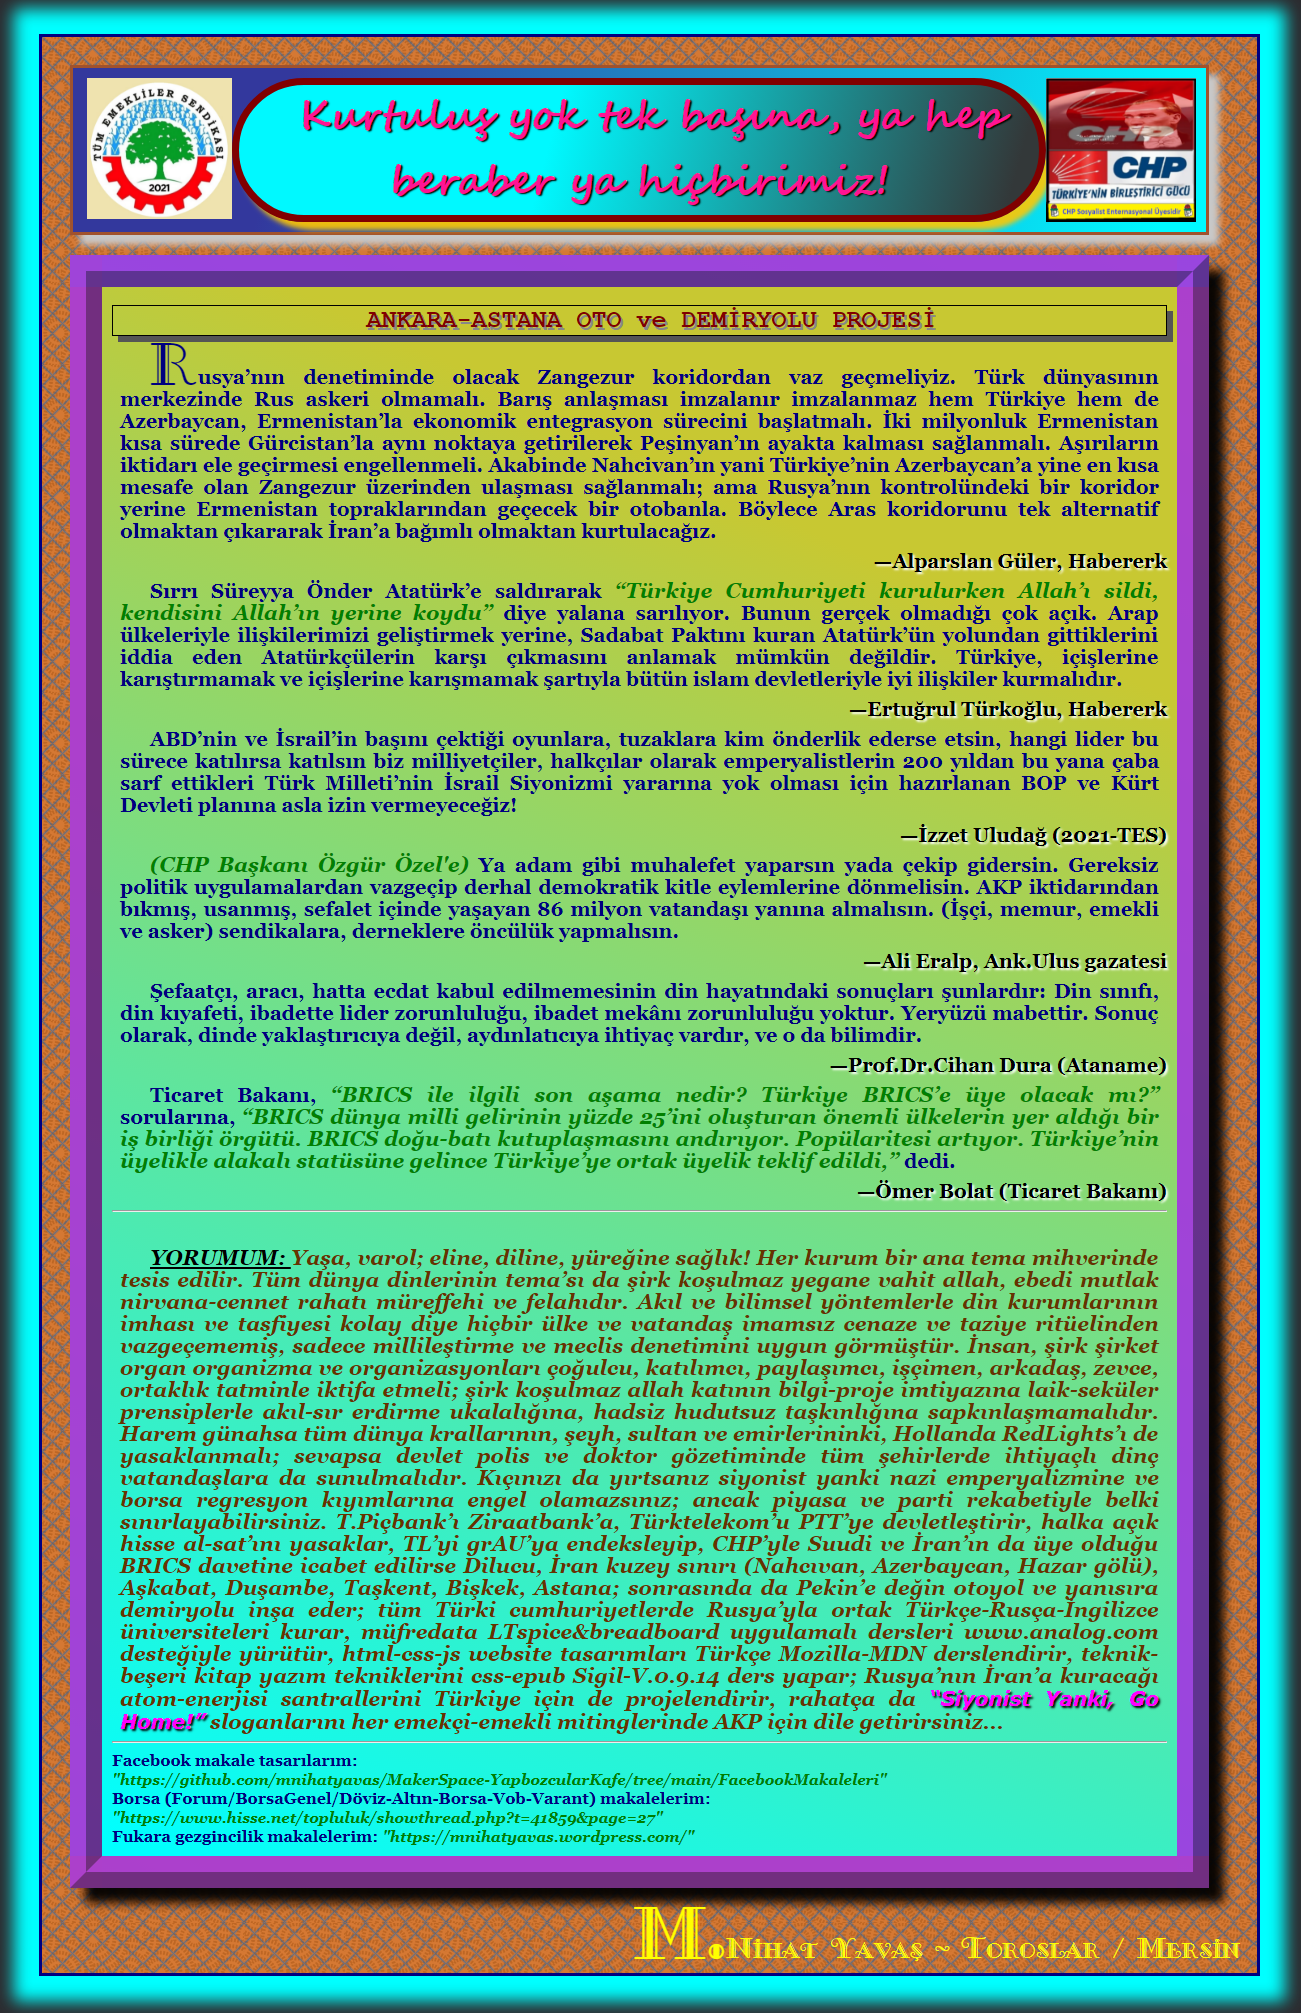 TÜM EMEKLİLER SENDİKASI
2021
Kurtuluş yok tek başına, ya hep
beraber ya hiçbirimiz!
CHP
CHP
TÜRKİYE'NİN BİRLEŞTİRİCİ GÜCÜ
CHP Sosyalist Enternasyonal Üyesidir
ANKARA-ASTANA OTO ve DEMİRYOLU PROJESİ
Rusya’nın denetiminde olacak Zangezur koridordan vaz geçmeliyiz. Türk dünyasının
merkezinde Rus askeri olmamalı. Barış anlaşması imzalanır imzalanmaz hem Türkiye hem de
Azerbaycan, Ermenistan’la ekonomik entegrasyon sürecini başlatmalı. İki milyonluk Ermenistan
kısa sürede Gürcistan’la aynı noktaya getirilerek Peşinyan’ın ayakta kalması sağlanmalı. Aşırıların
iktidarı ele geçirmesi engellenmeli. Akabinde Nahcivan’ın yani Türkiye’nin Azerbaycan’a yine en kısa
mesafe olan Zangezur üzerinden ulaşması sağlanmalı; ama Rusya’nın kontrolündeki bir koridor
yerine Ermenistan topraklarından geçecek bir otobanla. Böylece Aras koridorunu tek alternatif
olmaktan çıkararak İran’a bağımlı olmaktan kurtulacağız.
—Alparslan Güler, Habererk
Sırrı Süreyya Önder Atatürk’e saldırarak “Türkiye Cumhuriyeti kurulurken Allah’ı sildi,
kendisini Allah’ın yerine koydu” diye yalana sarılıyor. Bunun gerçek olmadığı çok açık. Arap
ülkeleriyle ilişkilerimizi geliştirmek yerine, Sadabat Paktını kuran Atatürk’ün yolundan gittiklerini
iddia eden Atatürkçülerin karşı çıkmasını anlamak mümkün değildir. Türkiye, içişlerine
karıştırmamak ve içişlerine karışmamak şartıyla bütün islam devletleriyle iyi ilişkiler kurmalıdır.
—Ertuğrul Türkoğlu, Habererk
ABD’nin ve İsrail’in başını çektiği oyunlara, tuzaklara kim önderlik ederse etsin, hangi lider bu
sürece katılırsa katılsın biz milliyetçiler, halkçılar olarak emperyalistlerin 200 yıldan bu yana çaba
sarf ettikleri Türk Milleti’nin İsrail Siyonizmi yararına yok olması için hazırlanan BOP ve Kürt
Devleti planına asla izin vermeyeceğiz!
—İzzet Uludağ (2021-TES)
(CHP Başkanı Özgür Özel'e) Ya adam gibi muhalefet yaparsın yada çekip gidersin. Gereksiz
politik uygulamalardan vazgeçip derhal demokratik kitle eylemlerine dönmelisin. AKP iktidarından
bıkmış, usanmış, sefalet içinde yaşayan 86 milyon vatandaşı yanına almalısın. (İşçi, memur, emekli
ve asker) sendikalara, derneklere öncülük yapmalısın.
—Ali Eralp, Ank.Ulus gazatesi
Şefaatçı, aracı, hatta ecdat kabul edilmemesinin din hayatındaki sonuçları şunlardır: Din sınıfı,
din kıyafeti, ibadette lider zorunluluğu, ibadet mekânı zorunluluğu yoktur. Yeryüzü mabettir. Sonuç
olarak, dinde yaklaştırıcıya değil, aydınlatıcıya ihtiyaç vardır, ve o da bilimdir.
—Prof.Dr.Cihan Dura (Ataname)
Ticaret Bakanı, “BRICS ile ilgili son aşama nedir? Türkiye BRICS’e üye olacak mı?”
sorularına, “BRICS dünya milli gelirinin yüzde 25’ini oluşturan önemli ülkelerin yer aldığı bir
iş birliği örgütü. BRICS doğu-batı kutuplaşmasını andırıyor. Popülaritesi artıyor. Türkiye’nin
üyelikle alakalı statüsüne gelince Türkiye’ye ortak üyelik teklif edildi,” dedi.
—Ömer Bolat (Ticaret Bakanı)
YORUMUM: Yaşa, varol; eline, diline, yüreğine sağlık! Her kurum bir ana tema mihverinde
tesis edilir. Tüm dünya dinlerinin tema’sı da şirk koşulmaz yegane vahit allah, ebedi mutlak
nirvana-cennet rahatı müreffehi ve felahıdır. Akıl ve bilimsel yöntemlerle din kurumlarının
imhası ve tasfiyesi kolay diye hiçbir ülke ve vatandaş imamsız cenaze ve taziye ritüelinden
vazgeçememiş, sadece millileştirme ve meclis denetimini uygun görmüştür. İnsan, şirk şirket
organ organizma ve organizasyonları çoğulcu, katılımcı, paylaşımcı, işçimen, arkadaş, zevce,
ortaklık tatminle iktifa etmeli; şirk koşulmaz allah katının bilgi-proje imtiyazına laik-seküler
prensiplerle akıl-sır erdirme ukalalığına, hadsiz hudutsuz taşkınlığına sapkınlaşmamalıdır.
Harem günahsa tüm dünya krallarının, şeyh, sultan ve emirlerininki, Hollanda RedLights’ı de
yasaklanmalı; sevapsa devlet polis ve doktor gözetiminde tüm şehirlerde ihtiyaçlı dinç
vatandaşlara da sunulmalıdır. Kıçınızı da yırtsanız siyonist yanki nazi emperyalizmine ve
borsa regresyon kıyımlarına engel olamazsınız; ancak piyasa ve parti rekabetiyle belki
sınırlayabilirsiniz. T.Piçbank’ı Ziraatbank’a, Türktelekom’u PTT’ye devletleştirir, halka açık
hisse al-sat’ını yasaklar, TL’yi grAU’ya endeksleyip, CHP’yle Suudi ve İran’ın da üye olduğu
BRICS davetine icabet edilirse Dilucu, İran kuzey sınırı (Nahcıvan, Azerbaycan, Hazar gölü),
Aşkabat, Duşambe, Taşkent, Bişkek, Astana; sonrasında da Pekin’e değin otoyol ve yanısıra
demiryolu inşa eder; tüm Türki cumhuriyetlerde Rusya’yla ortak Türkçe-Rusça-İngilizce
üniversiteleri kurar, müfredata LTspice&breadboard uygulamalı dersleri www.analog.com
desteğiyle yürütür, html-css-js website tasarımları Türkçe Mozilla-MDN derslendirir, teknik-
beşeri kitap yazım tekniklerini css-epub Sigil-V.0.9.14 ders yapar; Rusya’nın İran’a kuracağı
atom-enerjisi santrallerini Türkiye için de projelendirir, rahatça da “Siyonist Yanki, Go
Home!” sloganlarını her emekçi-emekli mitinglerinde AKP için dile getirirsiniz...
Facebook makale tasarılarım:
"https://github.com/mnihatyavas/MakerSpace-YapbozcularKafe/tree/main/FacebookMakaleleri"
Borsa (Forum/BorsaGenel/Döviz-Altın-Borsa-Vob-Varant) makalelerim:
"https://www.hisse.net/topluluk/showthread.php?t=41859&page=27"
Fukara gezgincilik makalelerim: "https://mnihatyavas.wordpress.com/"
M.Nihat Yavaş ~ Toroslar / Mersin